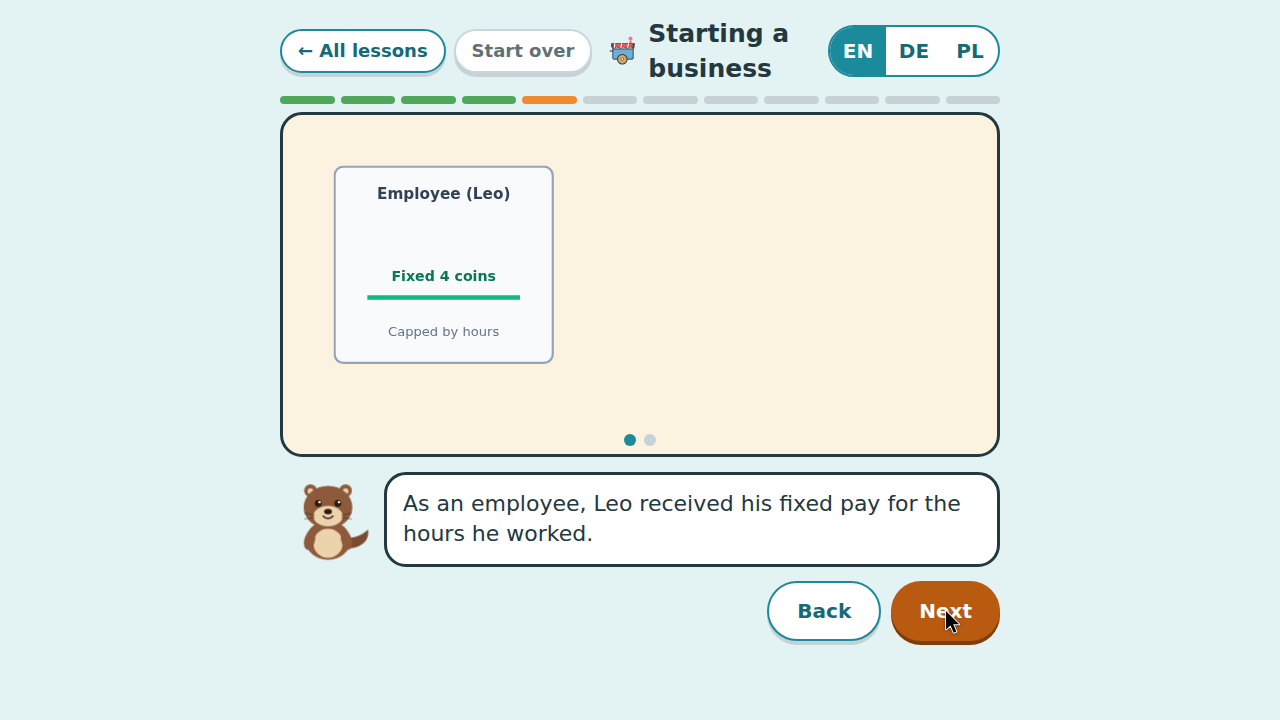 ← All lessons
Start over
Starting a
business
EN
DE
PL
Employee (Leo)
Fixed 4 coins
Capped by hours
As an employee, Leo received his fixed pay for the
hours he worked.
Back
Next